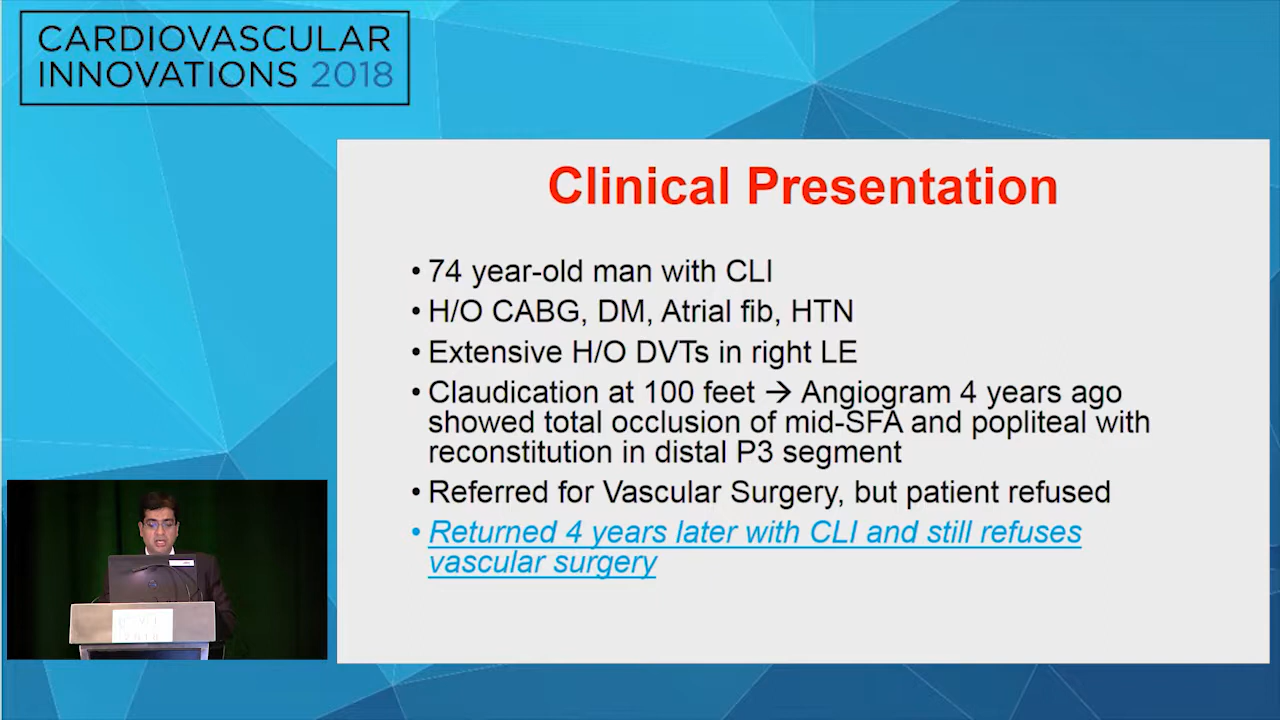 CARDIOVASCULAR
INNOVATIONS 2018
Clinical Presentation
• 74 year-old man with CLI
• H/O CABG, DM, Atrial fib, HTN
• Extensive H/O DVTs in right LE
• Claudication at 100 feet → Angiogram 4 years ago
showed total occlusion of mid-SFA and popliteal with
reconstitution in distal P3 segment
• Referred for Vascular Surgery, but patient refused
• Returned 4 years later with CLI and still refuses
vascular surgery